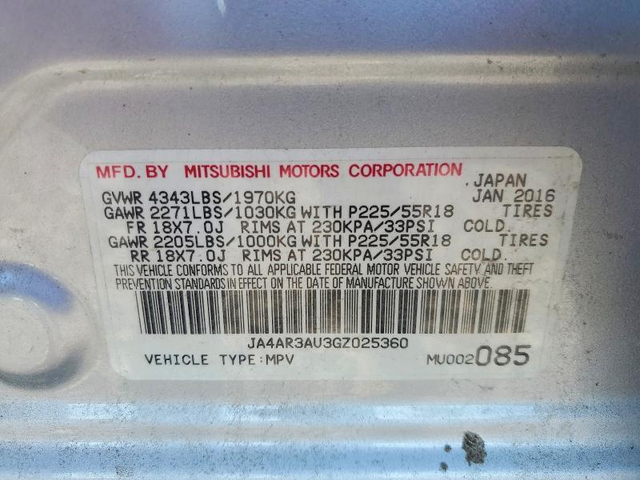 MFD. BY MITSUBISHI MOTORS CORPORATION JAPAN
GVWR 4343LBS/1970KG JAN 2016
GAWR 2271LBS/1030KG WITH P225/55R18 TIRES
FR 18X7.0J RIMS AT 230KPA/33PSI COLD.
GAWR 2205LBS/1000KG WITH P225/55R18 TIRES
RR 18X7.0J RIMS AT 230KPA/33PSI COLD.
THIS VEHICLE CONFORMS TO ALL APPLICABLE FEDERAL MOTOR VEHICLE SAFETY AND THEFT
PREVENTION STANDARDS IN EFFECT ON THE DATE OF MANUFACTURE SHOWN ABOVE.
JA4AR3AU3GZ025360
VEHICLE TYPE:MPV MU002085